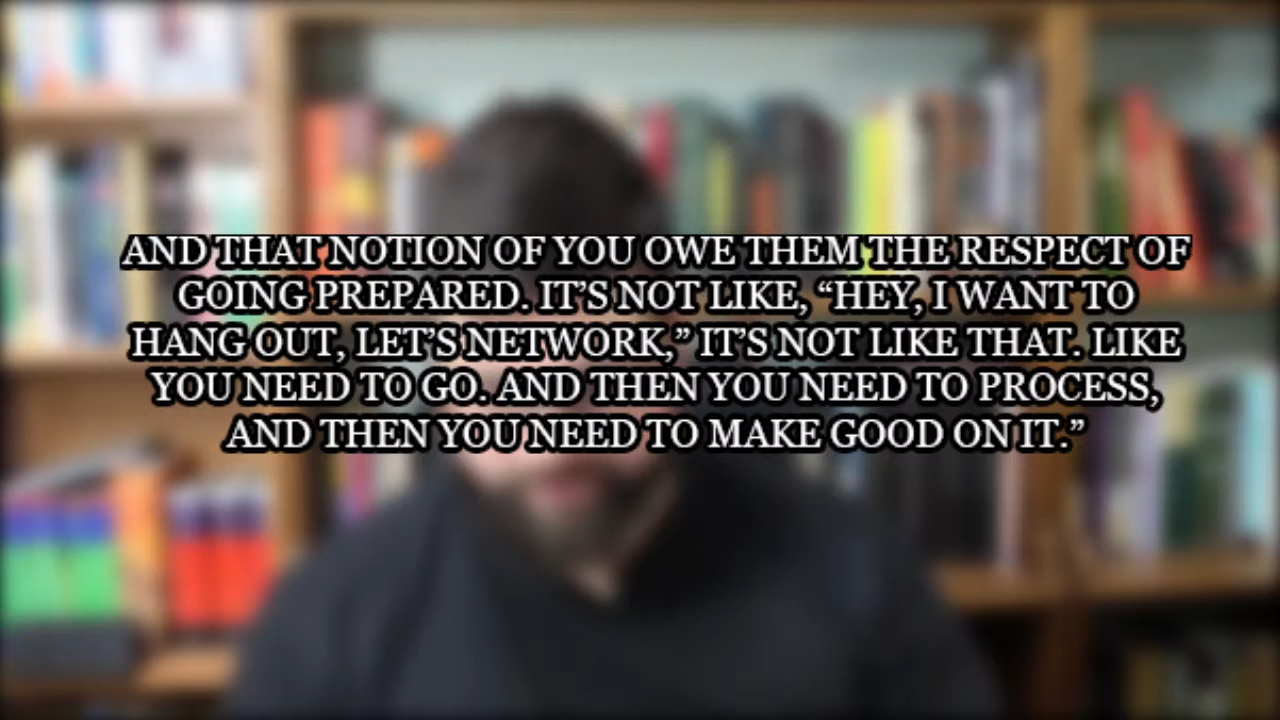 AND THAT NOTION OF YOU OWE THEM THE RESPECT OF
GOING PREPARED. IT’S NOT LIKE, “HEY, I WANT TO
HANG OUT, LET’S NETWORK,” IT’S NOT LIKE THAT. LIKE
YOU NEED TO GO. AND THEN YOU NEED TO PROCESS,
AND THEN YOU NEED TO MAKE GOOD ON IT.”